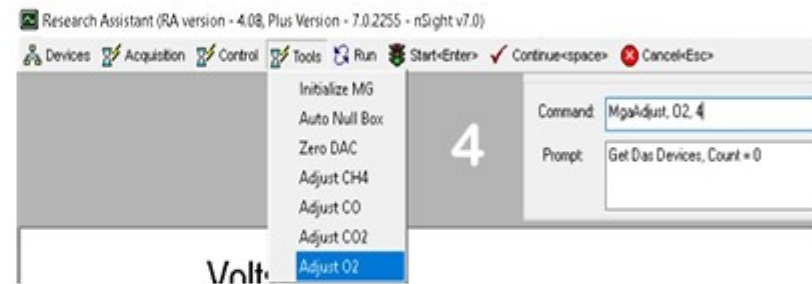 Research Assistant (RA version - 4.08, Plus Version - 7.0.2255 - nSight v7.0)
Devices Acquisition Control Tools Run Start<Enter> Continue<space> Cancel<Esc>
Initialize MG
Auto Null Box
Zero DAC
Adjust CH4
Adjust CO
Adjust CO2
Adjust O2
4
Command: MgaAdjust, O2, 4
Prompt: Get Das Devices, Count = 0